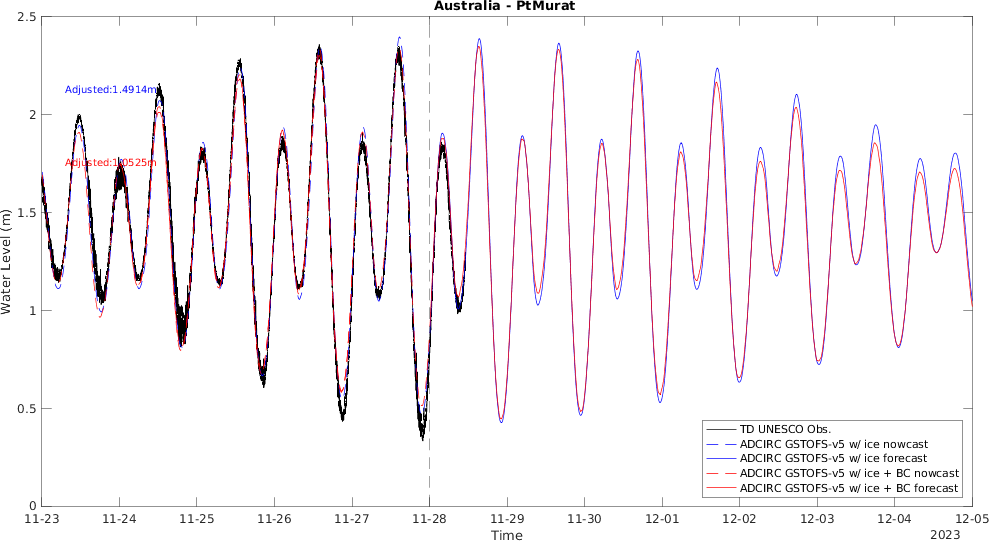 Australia - PtMurat
2.5
2
1.5
1
0.5
0
Water Level (m)
Adjusted:1.4914m
Adjusted:1.0525m
TD UNESCO Obs.
ADCIRC GSTOFS-v5 w/ ice nowcast
ADCIRC GSTOFS-v5 w/ ice forecast
ADCIRC GSTOFS-v5 w/ ice + BC nowcast
ADCIRC GSTOFS-v5 w/ ice + BC forecast
11-23 11-24 11-25 11-26 11-27 11-28 11-29 11-30 12-01 12-02 12-03 12-04 12-05
Time
2023